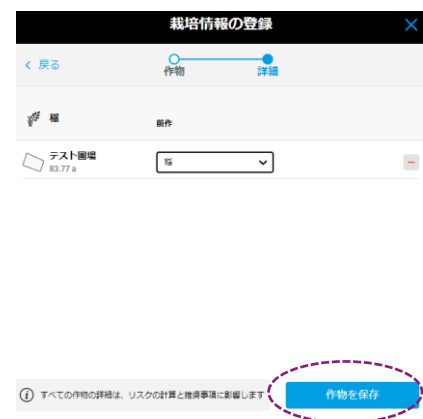 栽培情報の登録
戻る
作物
詳細
稲
前作
テスト圃場
83.77 a
稲
すべての作物の詳細は、リスクの計算と推奨事項に影響します
作物を保存